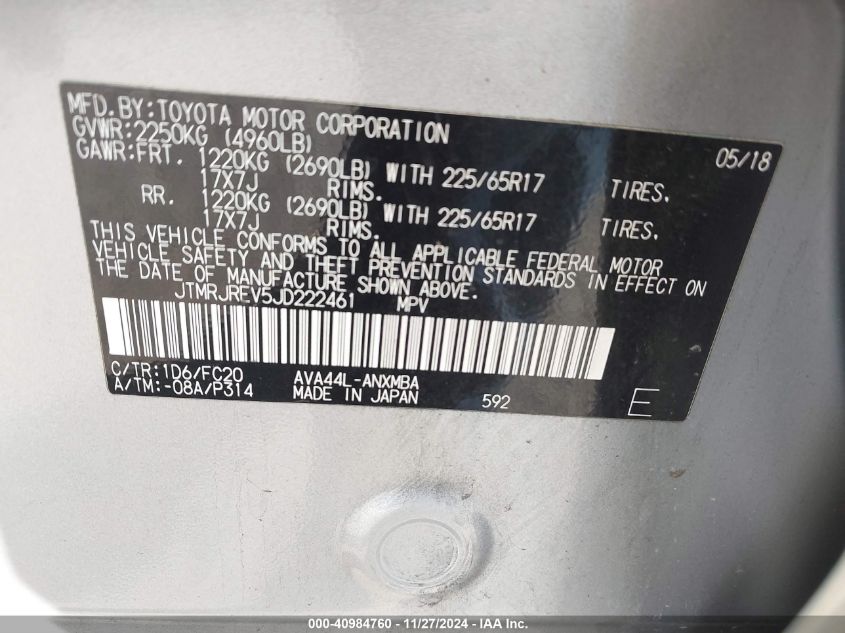 MFD.BY:TOYOTA MOTOR CORPORATION 05/18
GVWR:2250KG (4960LB)
GAWR:FRT. 1220KG (2690LB) WITH 225/65R17 TIRES.
17X7J RIMS.
RR. 1220KG (2690LB) WITH 225/65R17 TIRES.
17X7J RIMS.
THIS VEHICLE CONFORMS TO ALL APPLICABLE FEDERAL MOTOR
VEHICLE SAFETY AND THEFT PREVENTION STANDARDS IN EFFECT ON
THE DATE OF MANUFACTURE SHOWN ABOVE.
JTMRJREV5JD222461 MPV
C/TR:1D6/FC20 AVA44L-ANXMBA
A/TM:-08A/P314 MADE IN JAPAN 592 E
000-40984760 - 11/27/2024 - IAA Inc.